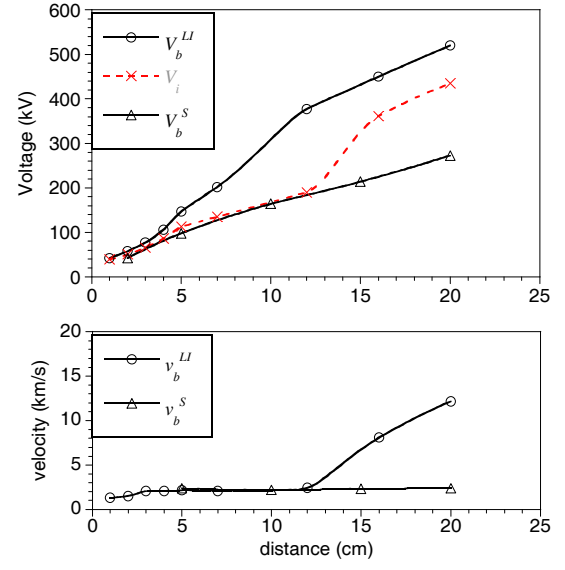 600
500
400
300
200
100
0
Voltage (kV)
V_b^LI
V_i
V_b^S
0 5 10 15 20 25
20
15
10
5
0
velocity (km/s)
v_b^LI
v_b^S
0 5 10 15 20 25
distance (cm)